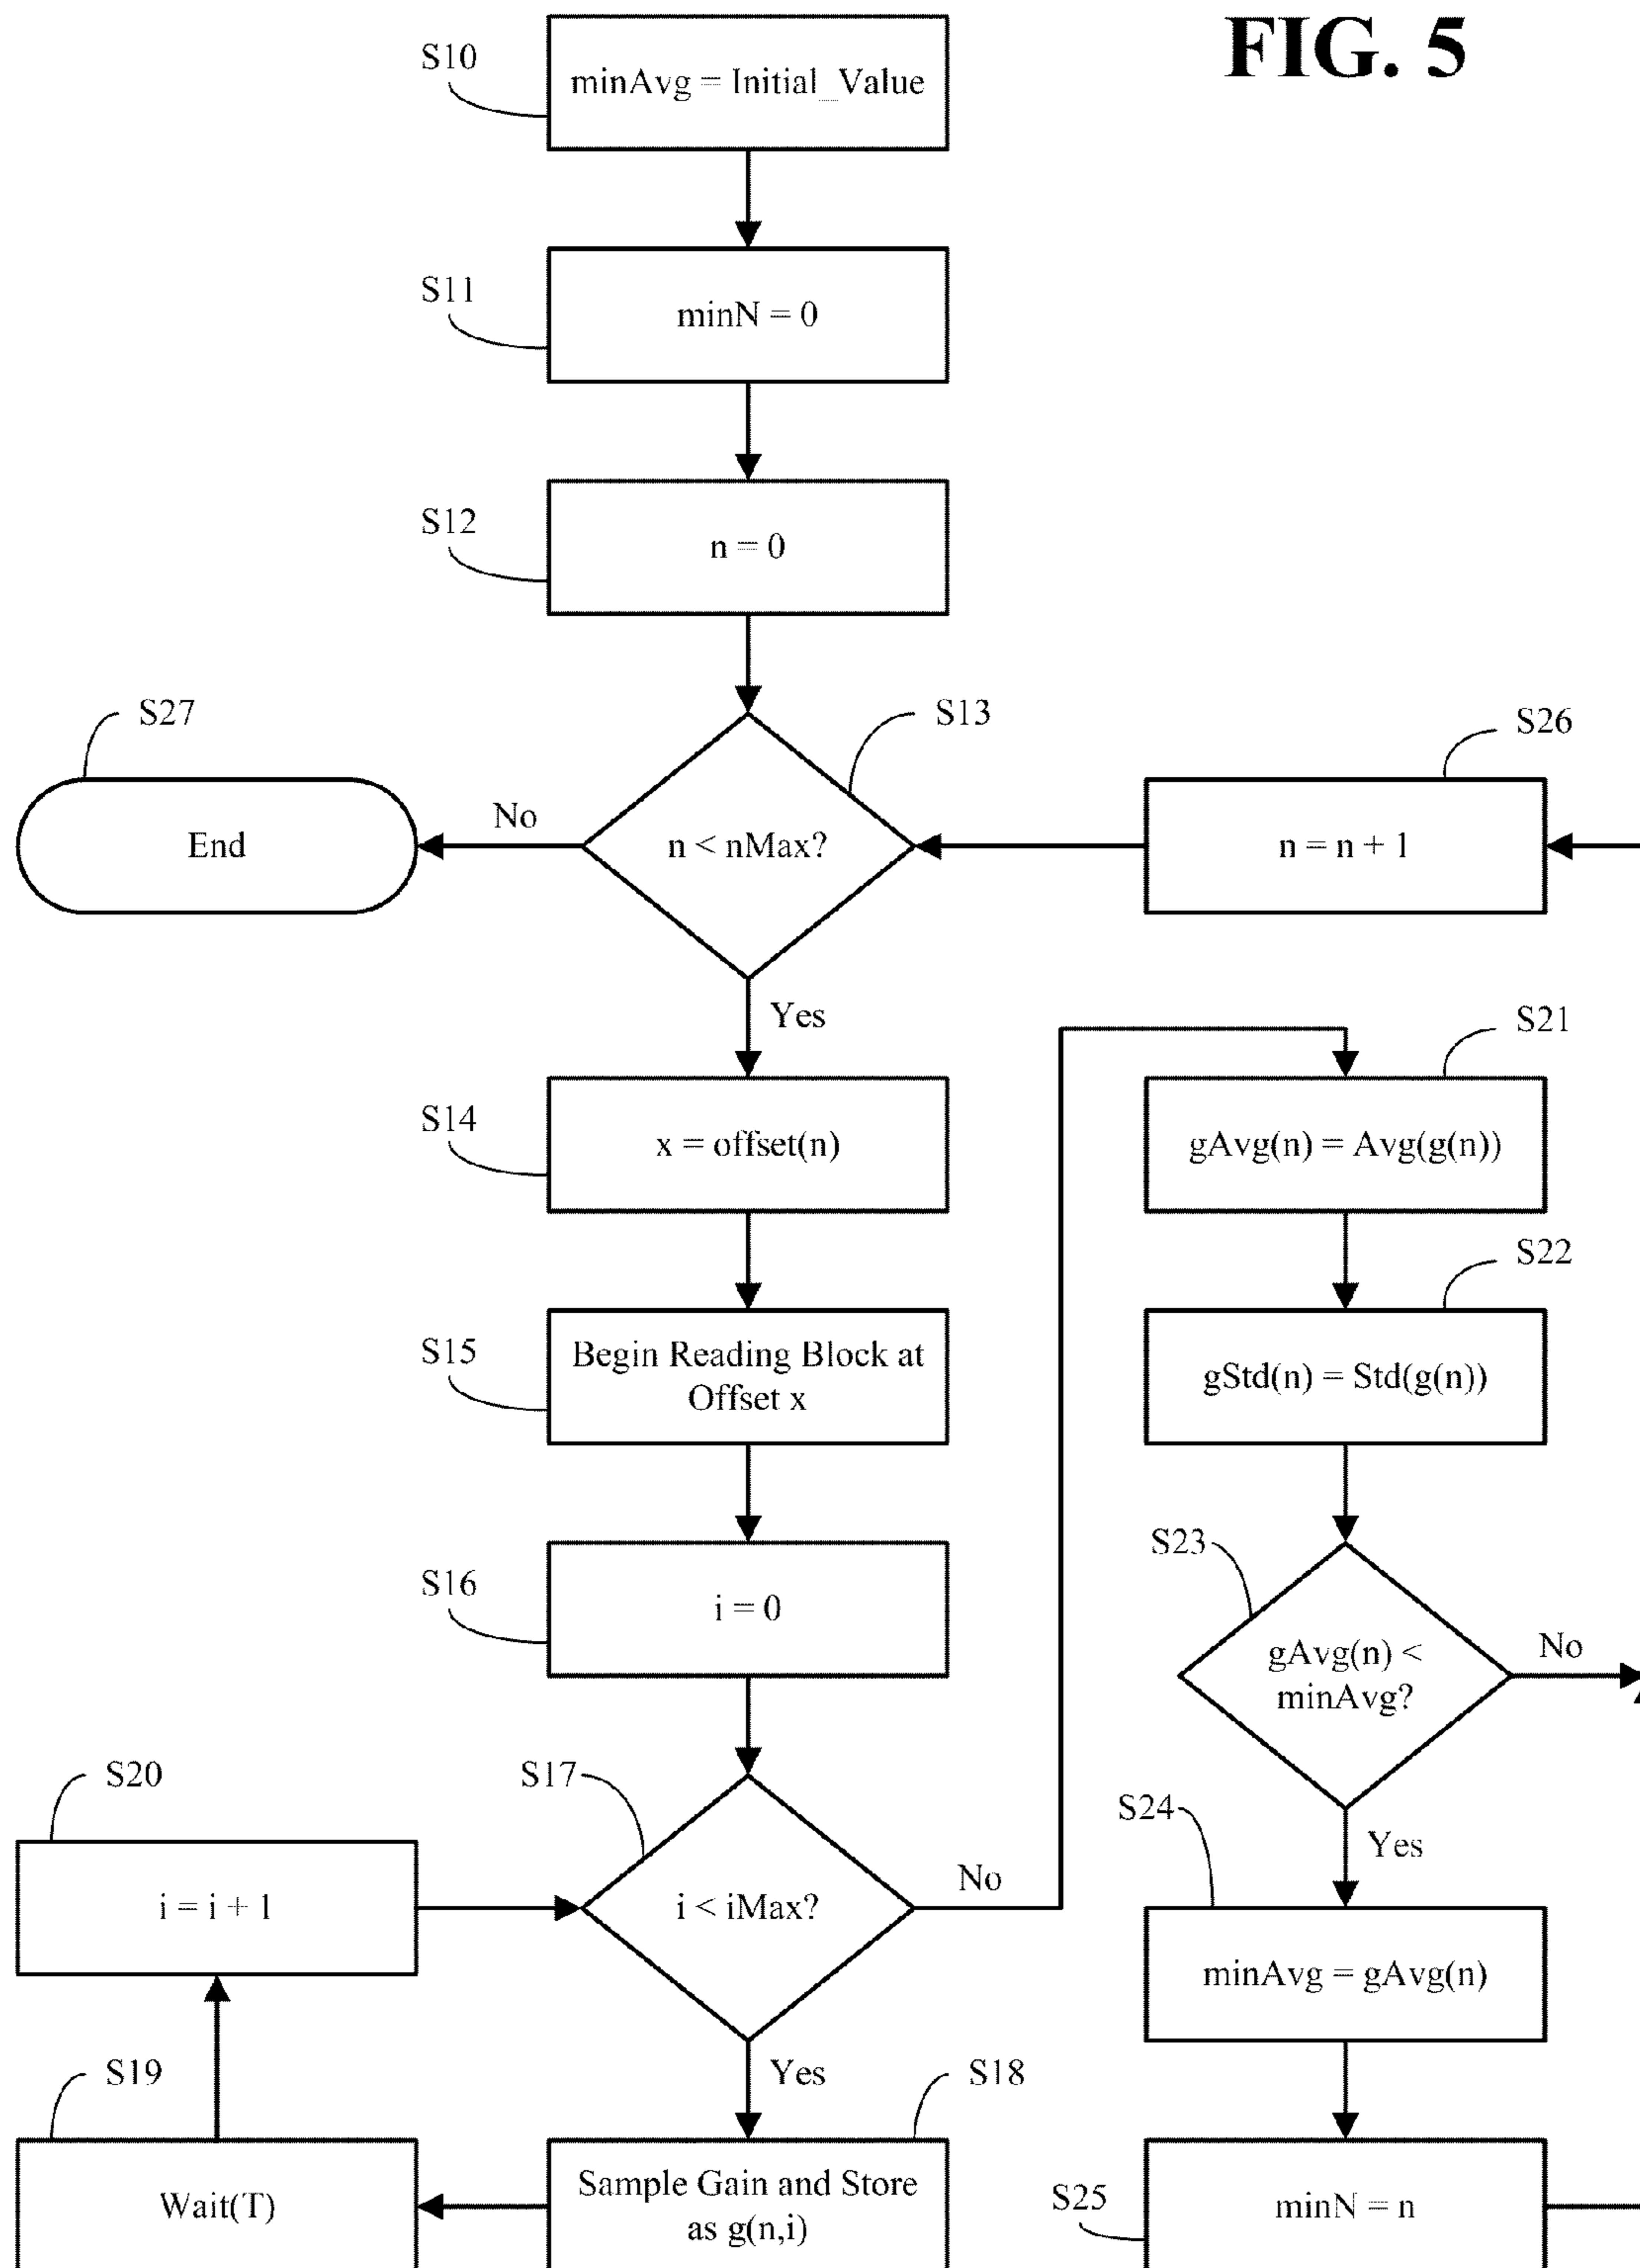 FIG. 5
S10
minAvg = Initial_Value
S11
minN = 0
S12
n = 0
S27
End
No
S13
n < nMax?
S26
n = n + 1
Yes
S14
x = offset(n)
S15
Begin Reading Block at
Offset x
S16
i = 0
S17
i < iMax?
No
S20
i = i + 1
Yes
S18
Sample Gain and Store
as g(n,i)
S19
Wait(T)
S21
gAvg(n) = Avg(g(n))
S22
gStd(n) = Std(g(n))
S23
gAvg(n) <
minAvg?
No
Yes
S24
minAvg = gAvg(n)
S25
minN = n